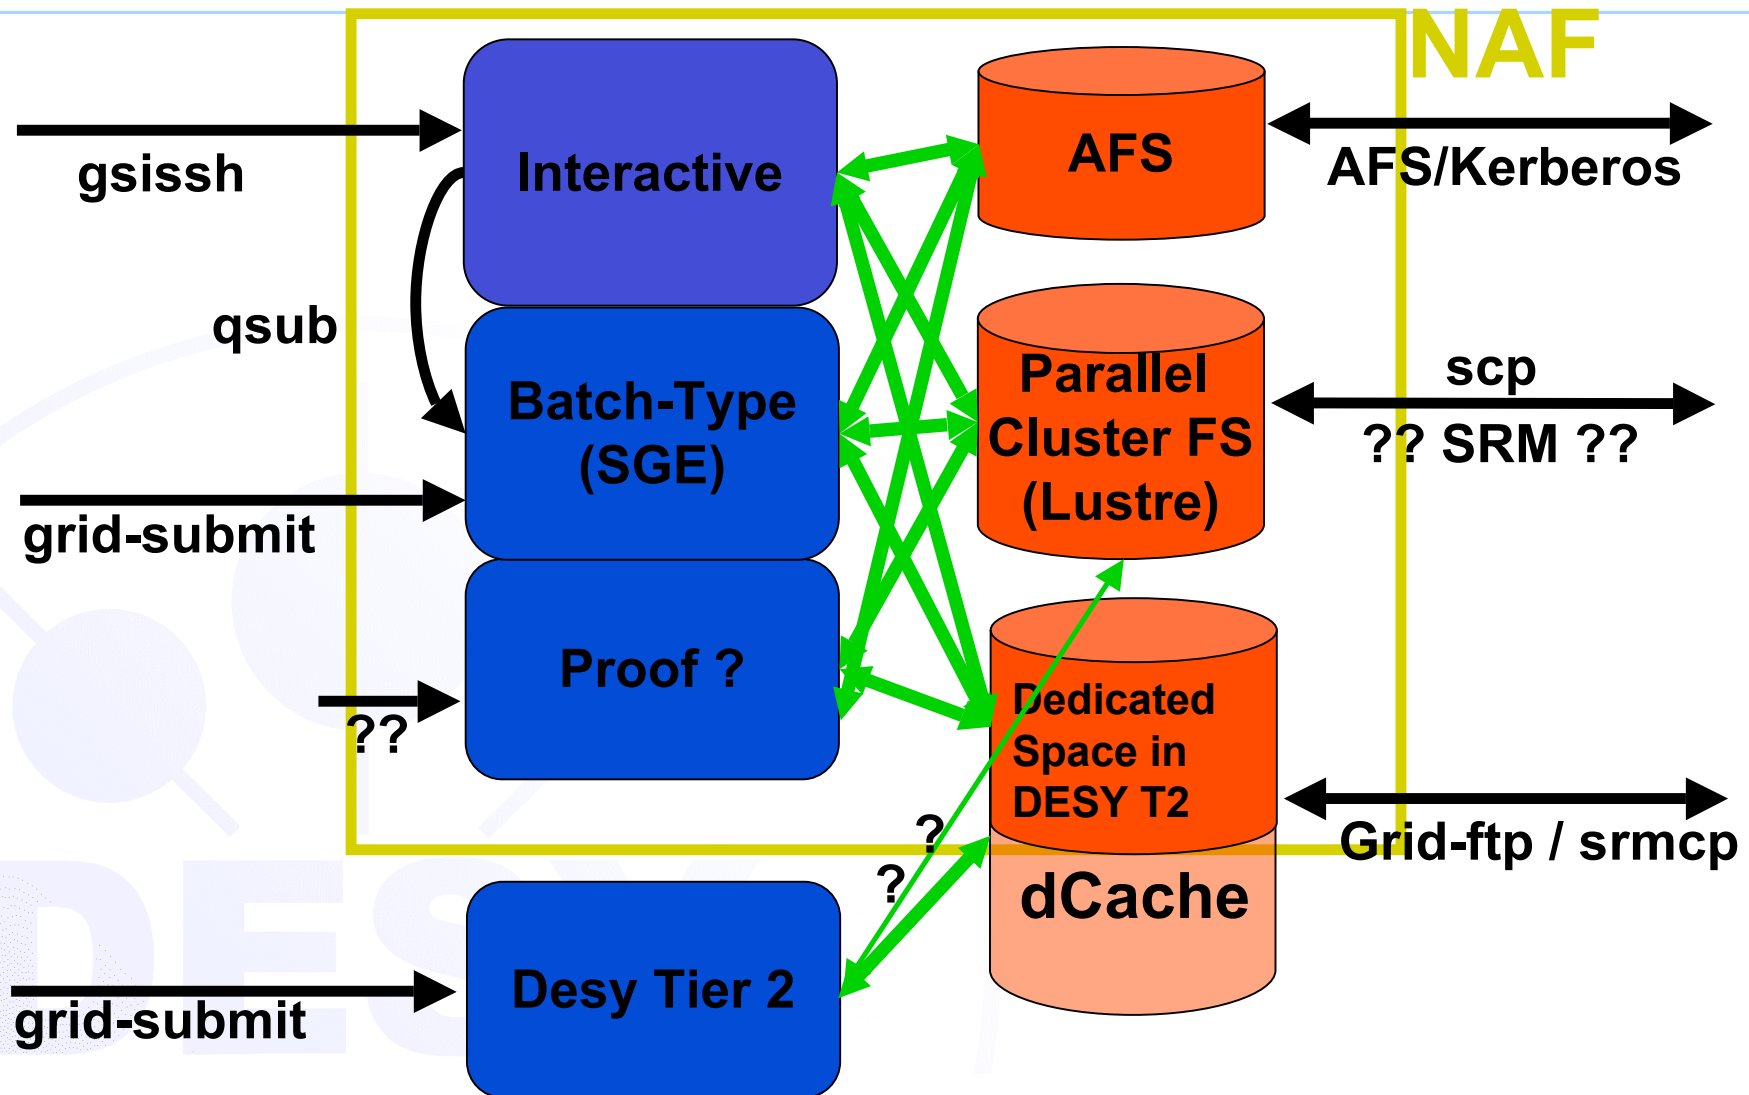 NAF
gsissh
Interactive
AFS
AFS/Kerberos
qsub
Batch-Type
(SGE)
Parallel
Cluster FS
(Lustre)
scp
?? SRM ??
grid-submit
Proof ?
??
Dedicated
Space in
DESY T2
Grid-ftp / srmcp
?
?
dCache
Desy Tier 2
grid-submit
DESY